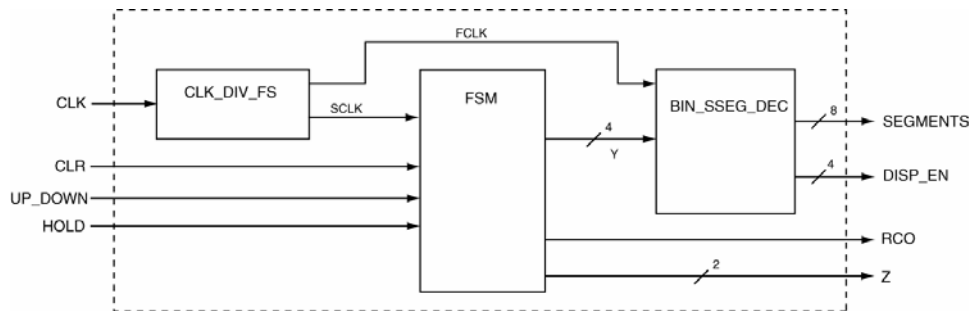 FCLK
CLK
CLK_DIV_FS
SCLK
FSM
BIN_SSEG_DEC
8
SEGMENTS
4
Y
4
DISP_EN
CLR
UP_DOWN
HOLD
RCO
2
Z